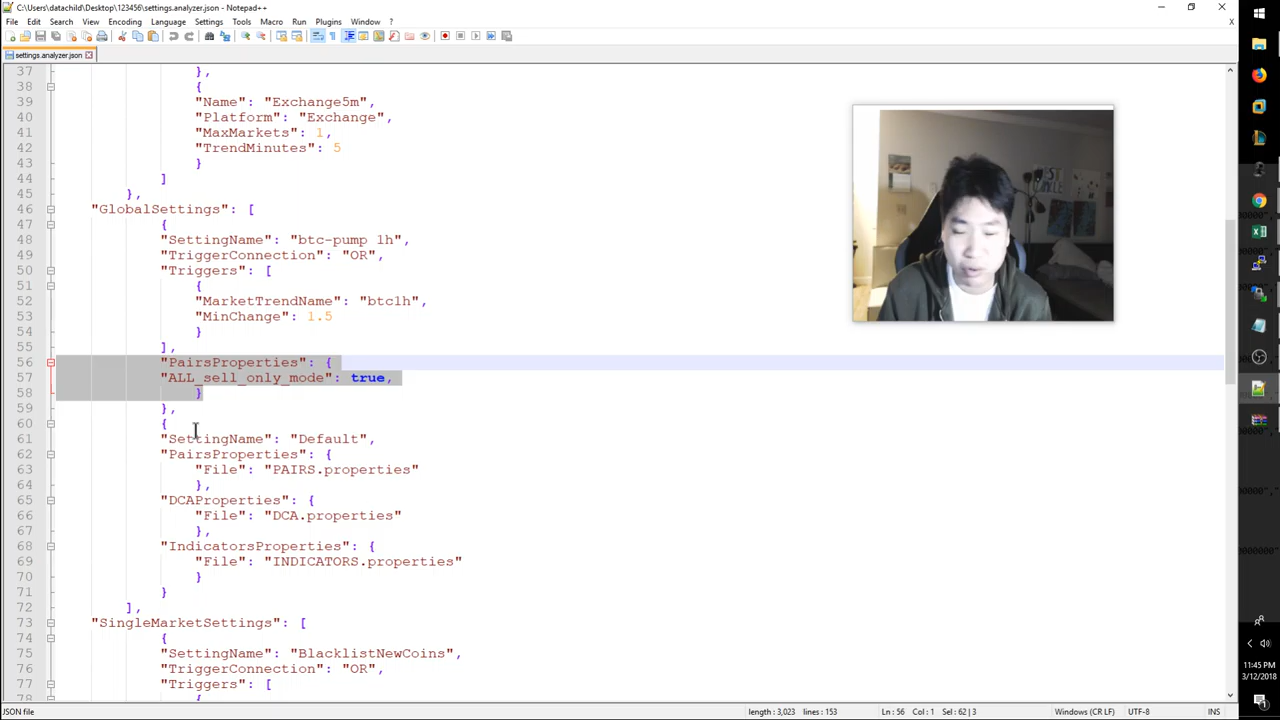 C:\Users\datachild\Desktop\123456\settings.analyzer.json - Notepad++
File Edit Search View Encoding Language Settings Tools Macro Run Plugins Window ?
X
settings.analyzer.json
37 },
38 {
39 "Name": "Exchange5m",
40 "Platform": "Exchange",
41 "MaxMarkets": 1,
42 "TrendMinutes": 5
43 }
44 ]
45 },
46 "GlobalSettings": [
47 {
48 "SettingName": "btc-pump 1h",
49 "TriggerConnection": "OR",
50 "Triggers": [
51 {
52 "MarketTrendName": "btc1h",
53 "MinChange": 1.5
54 }
55 ],
56 "PairsProperties": {
57 "ALL_sell_only_mode": true,
58 }
59 },
60 {
61 "SettingName": "Default",
62 "PairsProperties": {
63 "File": "PAIRS.properties"
64 },
65 "DCAProperties": {
66 "File": "DCA.properties"
67 },
68 "IndicatorsProperties": {
69 "File": "INDICATORS.properties"
70 }
71 }
72 ],
73 "SingleMarketSettings": [
74 {
75 "SettingName": "BlacklistNewCoins",
76 "TriggerConnection": "OR",
77 "Triggers": [
78 {
JSON file
length : 3,023 lines : 153
Ln : 56 Col : 1 Sel : 62 | 3
Windows (CR LF)
UTF-8
INS
11:45 PM
3/12/2018